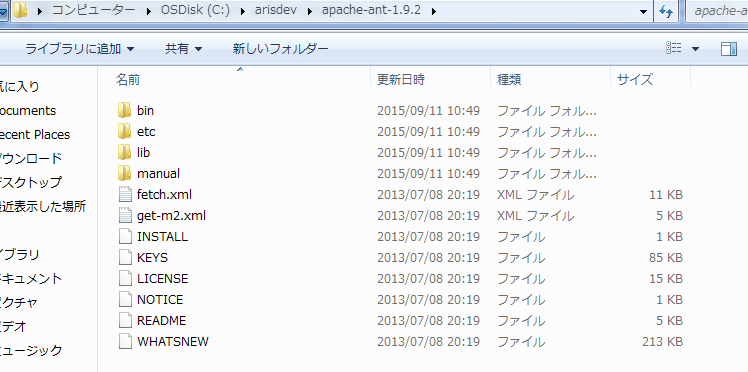 コンピューター ▸ OSDisk (C:) ▸ arisdev ▸ apache-ant-1.9.2 ▸ apache-a
ライブラリに追加 ▼ 共有 ▼ 新しいフォルダー
名前 更新日時 種類 サイズ
気に入り
ocuments
ecent Places
ダウンロード
デスクトップ
最近表示した場所
イブラリ
ドキュメント
ピクチャ
ビデオ
ミュージック
bin 2015/09/11 10:49 ファイル フォル...
etc 2015/09/11 10:49 ファイル フォル...
lib 2015/09/11 10:49 ファイル フォル...
manual 2015/09/11 10:49 ファイル フォル...
fetch.xml 2013/07/08 20:19 XML ファイル 11 KB
get-m2.xml 2013/07/08 20:19 XML ファイル 5 KB
INSTALL 2013/07/08 20:19 ファイル 1 KB
KEYS 2013/07/08 20:19 ファイル 85 KB
LICENSE 2013/07/08 20:19 ファイル 15 KB
NOTICE 2013/07/08 20:19 ファイル 1 KB
README 2013/07/08 20:19 ファイル 5 KB
WHATSNEW 2013/07/08 20:19 ファイル 213 KB